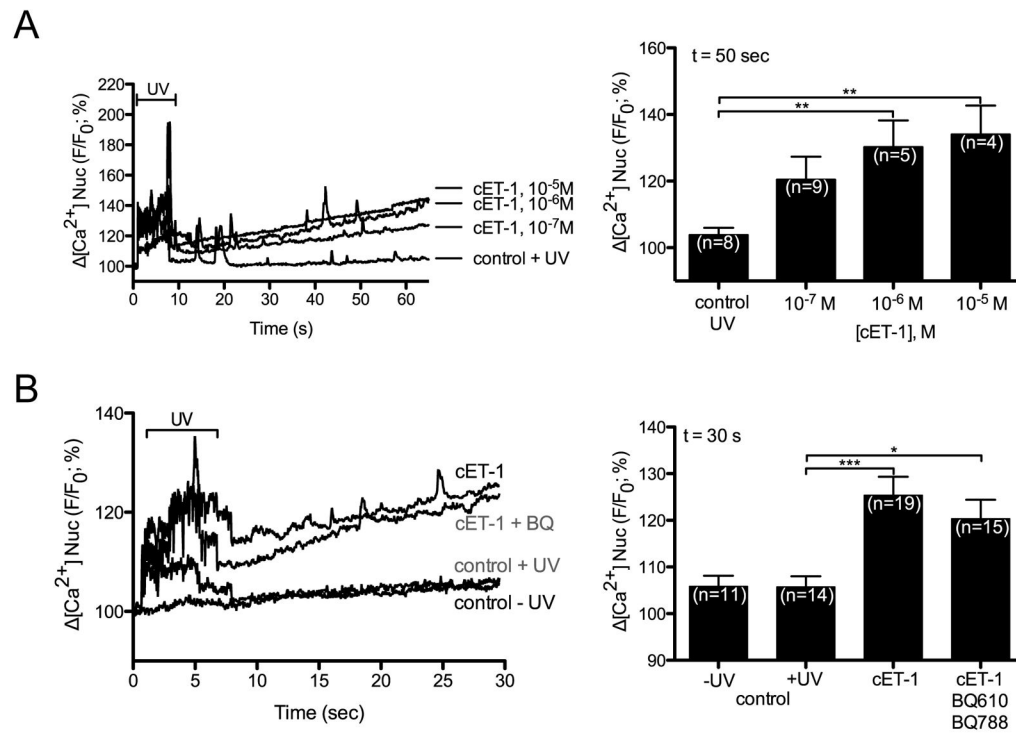 A
Δ[Ca2+] Nuc (F/F0; %)
220
200
180
160
140
120
100
UV
cET-1, 10-5M
cET-1, 10-6M
cET-1, 10-7M
control + UV
0 10 20 30 40 50 60
Time (s)
Δ[Ca2+] Nuc (F/F0; %)
160
140
120
100
t = 50 sec
**
**
(n=8)
(n=9)
(n=5)
(n=4)
control
UV
10-7 M
10-6 M
10-5 M
[cET-1], M
B
Δ[Ca2+] Nuc (F/F0; %)
140
120
100
UV
cET-1
cET-1 + BQ
control + UV
control - UV
0 5 10 15 20 25 30
Time (sec)
Δ[Ca2+] Nuc (F/F0; %)
140
130
120
110
100
90
t = 30 s
*
***
(n=11)
(n=14)
(n=19)
(n=15)
-UV
+UV
control
cET-1
cET-1
BQ610
BQ788